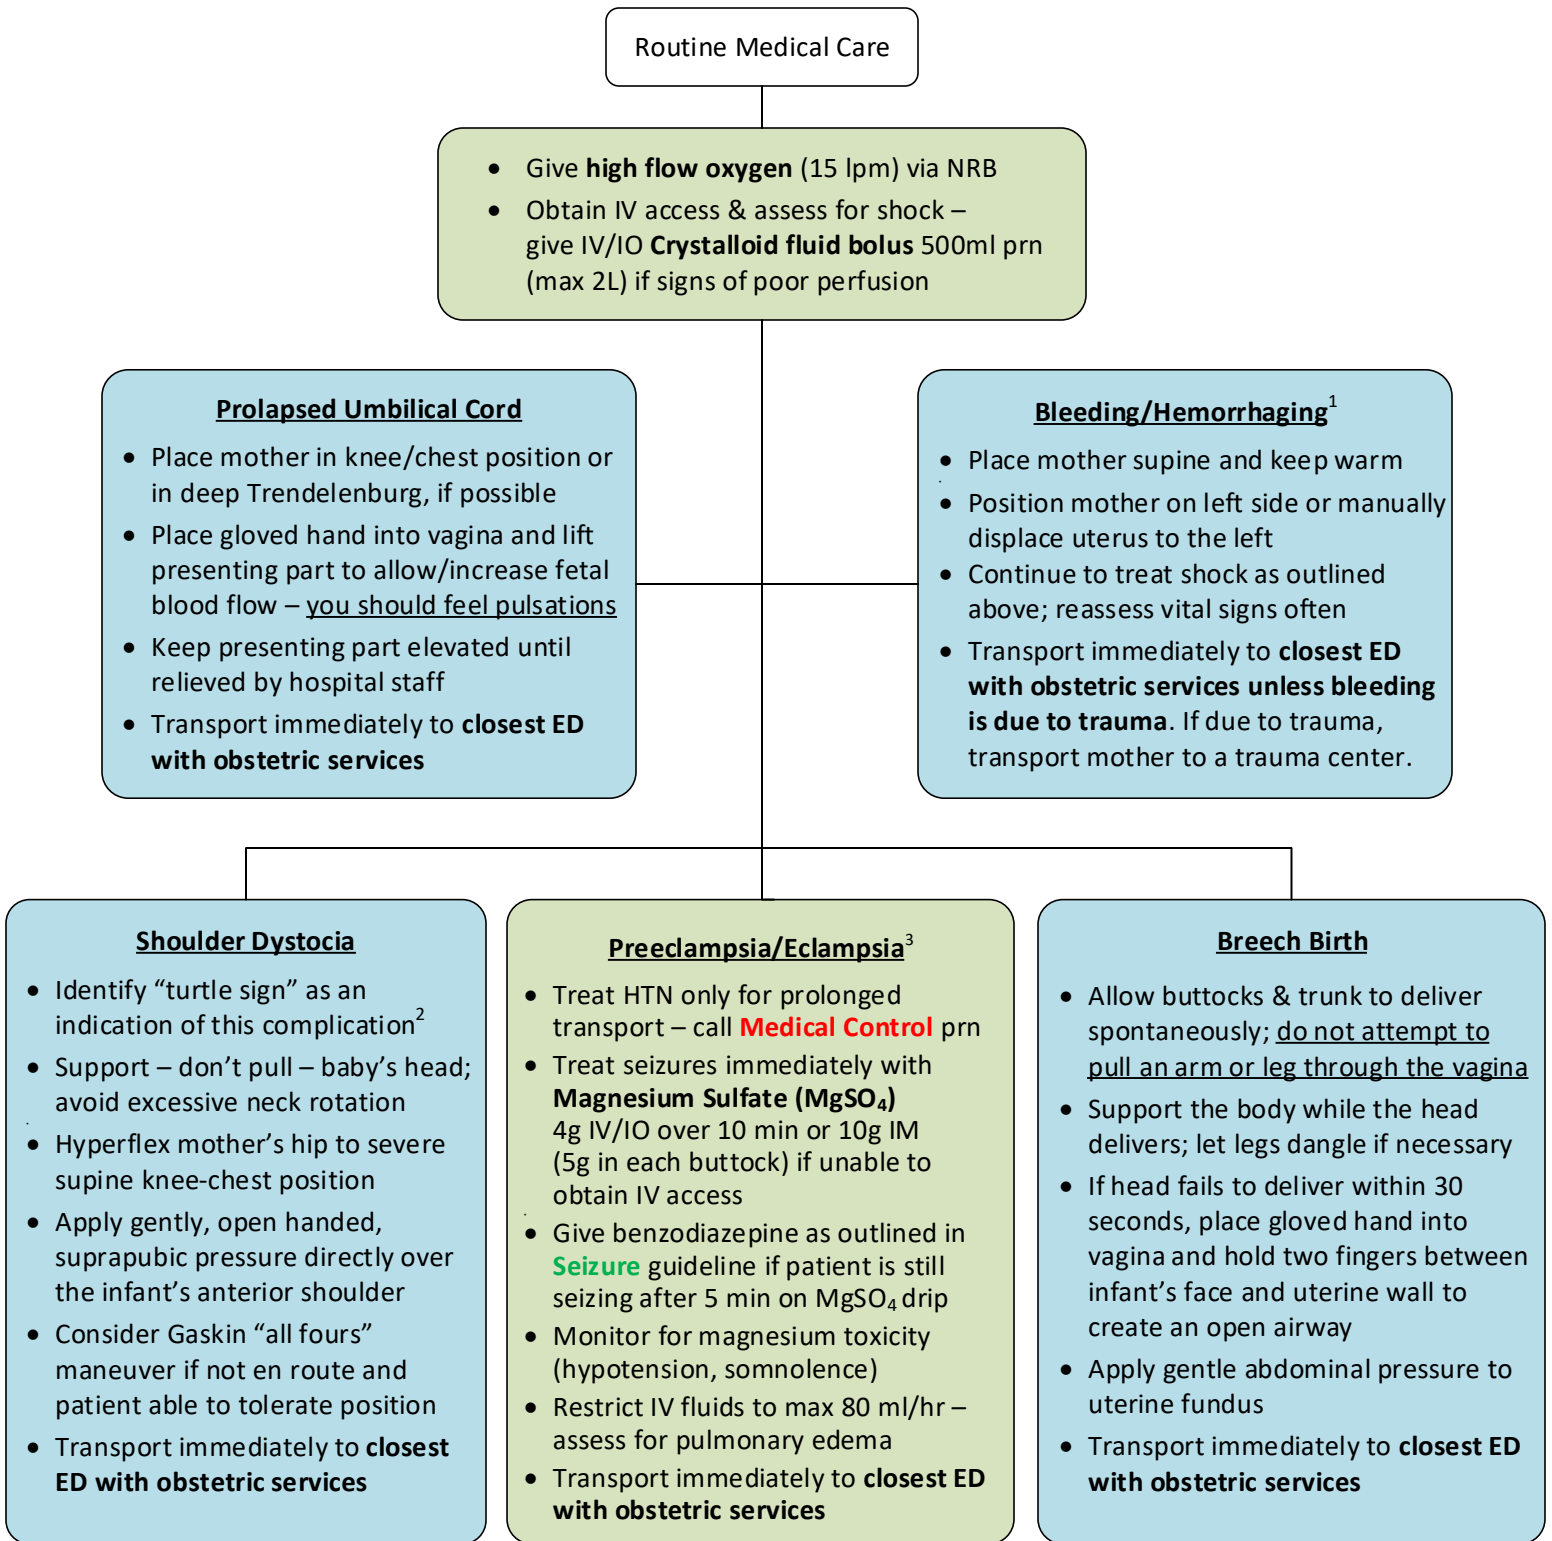 Routine Medical Care
• Give high flow oxygen (15 lpm) via NRB
• Obtain IV access & assess for shock –
give IV/IO Crystalloid fluid bolus 500ml prn
(max 2L) if signs of poor perfusion
Prolapsed Umbilical Cord
• Place mother in knee/chest position or
in deep Trendelenburg, if possible
• Place gloved hand into vagina and lift
presenting part to allow/increase fetal
blood flow – you should feel pulsations
• Keep presenting part elevated until
relieved by hospital staff
• Transport immediately to closest ED
with obstetric services
Bleeding/Hemorrhaging¹
• Place mother supine and keep warm
• Position mother on left side or manually
displace uterus to the left
• Continue to treat shock as outlined
above; reassess vital signs often
• Transport immediately to closest ED
with obstetric services unless bleeding
is due to trauma. If due to trauma,
transport mother to a trauma center.
Shoulder Dystocia
• Identify “turtle sign” as an
indication of this complication²
• Support – don’t pull – baby’s head;
avoid excessive neck rotation
• Hyperflex mother’s hip to severe
supine knee-chest position
• Apply gently, open handed,
suprapubic pressure directly over
the infant’s anterior shoulder
• Consider Gaskin “all fours”
maneuver if not en route and
patient able to tolerate position
• Transport immediately to closest
ED with obstetric services
Preeclampsia/Eclampsia³
• Treat HTN only for prolonged
transport – call Medical Control prn
• Treat seizures immediately with
Magnesium Sulfate (MgSO₄)
4g IV/IO over 10 min or 10g IM
(5g in each buttock) if unable to
obtain IV access
• Give benzodiazepine as outlined in
Seizure guideline if patient is still
seizing after 5 min on MgSO₄ drip
• Monitor for magnesium toxicity
(hypotension, somnolence)
• Restrict IV fluids to max 80 ml/hr –
assess for pulmonary edema
• Transport immediately to closest ED
with obstetric services
Breech Birth
• Allow buttocks & trunk to deliver
spontaneously; do not attempt to
pull an arm or leg through the vagina
• Support the body while the head
delivers; let legs dangle if necessary
• If head fails to deliver within 30
seconds, place gloved hand into
vagina and hold two fingers between
infant’s face and uterine wall to
create an open airway
• Apply gentle abdominal pressure to
uterine fundus
• Transport immediately to closest ED
with obstetric services